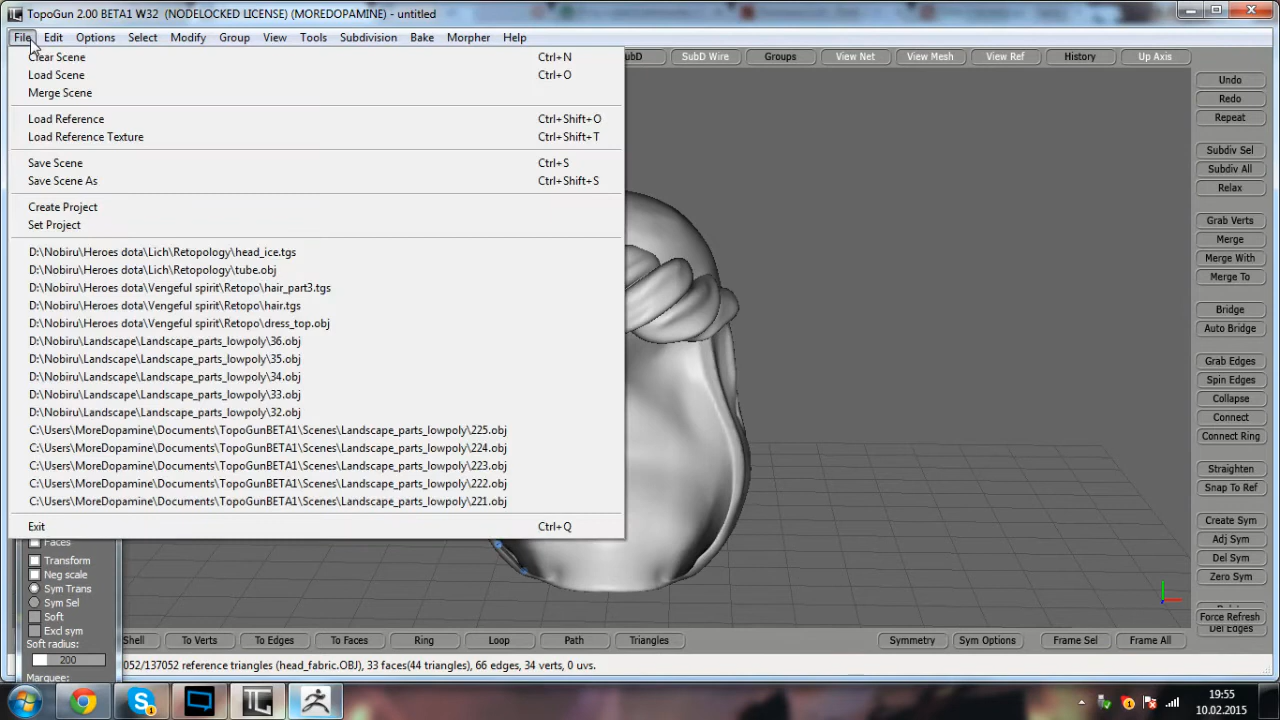 TopoGun 2.00 BETA1 W32 (NODELOCKED LICENSE) (MOREDOPAMINE) - untitled
File Edit Options Select Modify Group View Tools Subdivision Bake Morpher Help
SubD Wire Groups View Net View Mesh View Ref History Up Axis
Clear Scene Ctrl+N
Load Scene Ctrl+O
Merge Scene
Load Reference Ctrl+Shift+O
Load Reference Texture Ctrl+Shift+T
Save Scene Ctrl+S
Save Scene As Ctrl+Shift+S
Create Project
Set Project
D:\Nobiru\Heroes dota\Lich\Retopology\head_ice.tgs
D:\Nobiru\Heroes dota\Lich\Retopology\tube.obj
D:\Nobiru\Heroes dota\Vengeful spirit\Retopo\hair_part3.tgs
D:\Nobiru\Heroes dota\Vengeful spirit\Retopo\hair.tgs
D:\Nobiru\Heroes dota\Vengeful spirit\Retopo\dress_top.obj
D:\Nobiru\Landscape\Landscape_parts_lowpoly\36.obj
D:\Nobiru\Landscape\Landscape_parts_lowpoly\35.obj
D:\Nobiru\Landscape\Landscape_parts_lowpoly\34.obj
D:\Nobiru\Landscape\Landscape_parts_lowpoly\33.obj
D:\Nobiru\Landscape\Landscape_parts_lowpoly\32.obj
C:\Users\MoreDopamine\Documents\TopoGunBETA1\Scenes\Landscape_parts_lowpoly\225.obj
C:\Users\MoreDopamine\Documents\TopoGunBETA1\Scenes\Landscape_parts_lowpoly\224.obj
C:\Users\MoreDopamine\Documents\TopoGunBETA1\Scenes\Landscape_parts_lowpoly\223.obj
C:\Users\MoreDopamine\Documents\TopoGunBETA1\Scenes\Landscape_parts_lowpoly\222.obj
C:\Users\MoreDopamine\Documents\TopoGunBETA1\Scenes\Landscape_parts_lowpoly\221.obj
Exit Ctrl+Q
Undo
Redo
Repeat
Subdiv Sel
Subdiv All
Relax
Grab Verts
Merge
Merge With
Merge To
Bridge
Auto Bridge
Grab Edges
Spin Edges
Collapse
Connect
Connect Ring
Straighten
Snap To Ref
Create Sym
Adj Sym
Del Sym
Zero Sym
Force Refresh
Del Edges
Faces
Transform
Neg scale
Sym Trans
Sym Sel
Soft
Excl sym
Soft radius:
200
Marquee:
Shell To Verts To Edges To Faces Ring Loop Path Triangles Symmetry Sym Options Frame Sel Frame All
052/137052 reference triangles (head_fabric.OBJ), 33 faces(44 triangles), 66 edges, 34 verts, 0 uvs.
19:55
10.02.2015